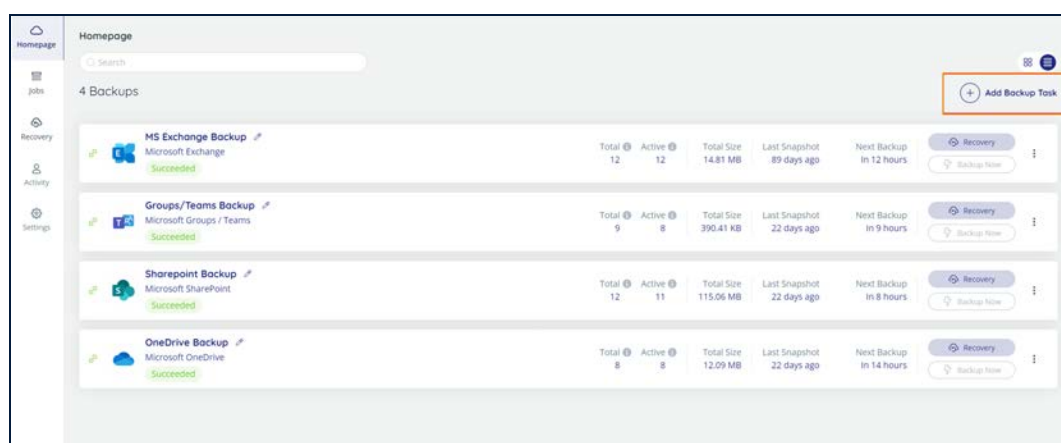 Homepage
Jobs
Recovery
Activity
Settings
Homepage
Search
4 Backups
Add Backup Task
MS Exchange Backup
Microsoft Exchange
Succeeded
Total Active Total Size Last Snapshot Next Backup
12 12 14.81 MB 89 days ago In 12 hours
Recovery
Backup Now
Groups/Teams Backup
Microsoft Groups / Teams
Succeeded
Total Active Total Size Last Snapshot Next Backup
9 8 390.41 KB 22 days ago In 9 hours
Recovery
Backup Now
Sharepoint Backup
Microsoft SharePoint
Succeeded
Total Active Total Size Last Snapshot Next Backup
12 11 115.06 MB 22 days ago In 8 hours
Recovery
Backup Now
OneDrive Backup
Microsoft OneDrive
Succeeded
Total Active Total Size Last Snapshot Next Backup
8 8 12.09 MB 22 days ago In 14 hours
Recovery
Backup Now